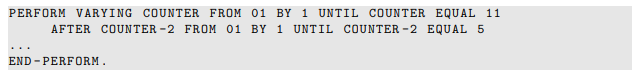 PERFORM VARYING COUNTER FROM 01 BY 1 UNTIL COUNTER EQUAL 11
AFTER COUNTER-2 FROM 01 BY 1 UNTIL COUNTER-2 EQUAL 5
...
END-PERFORM.